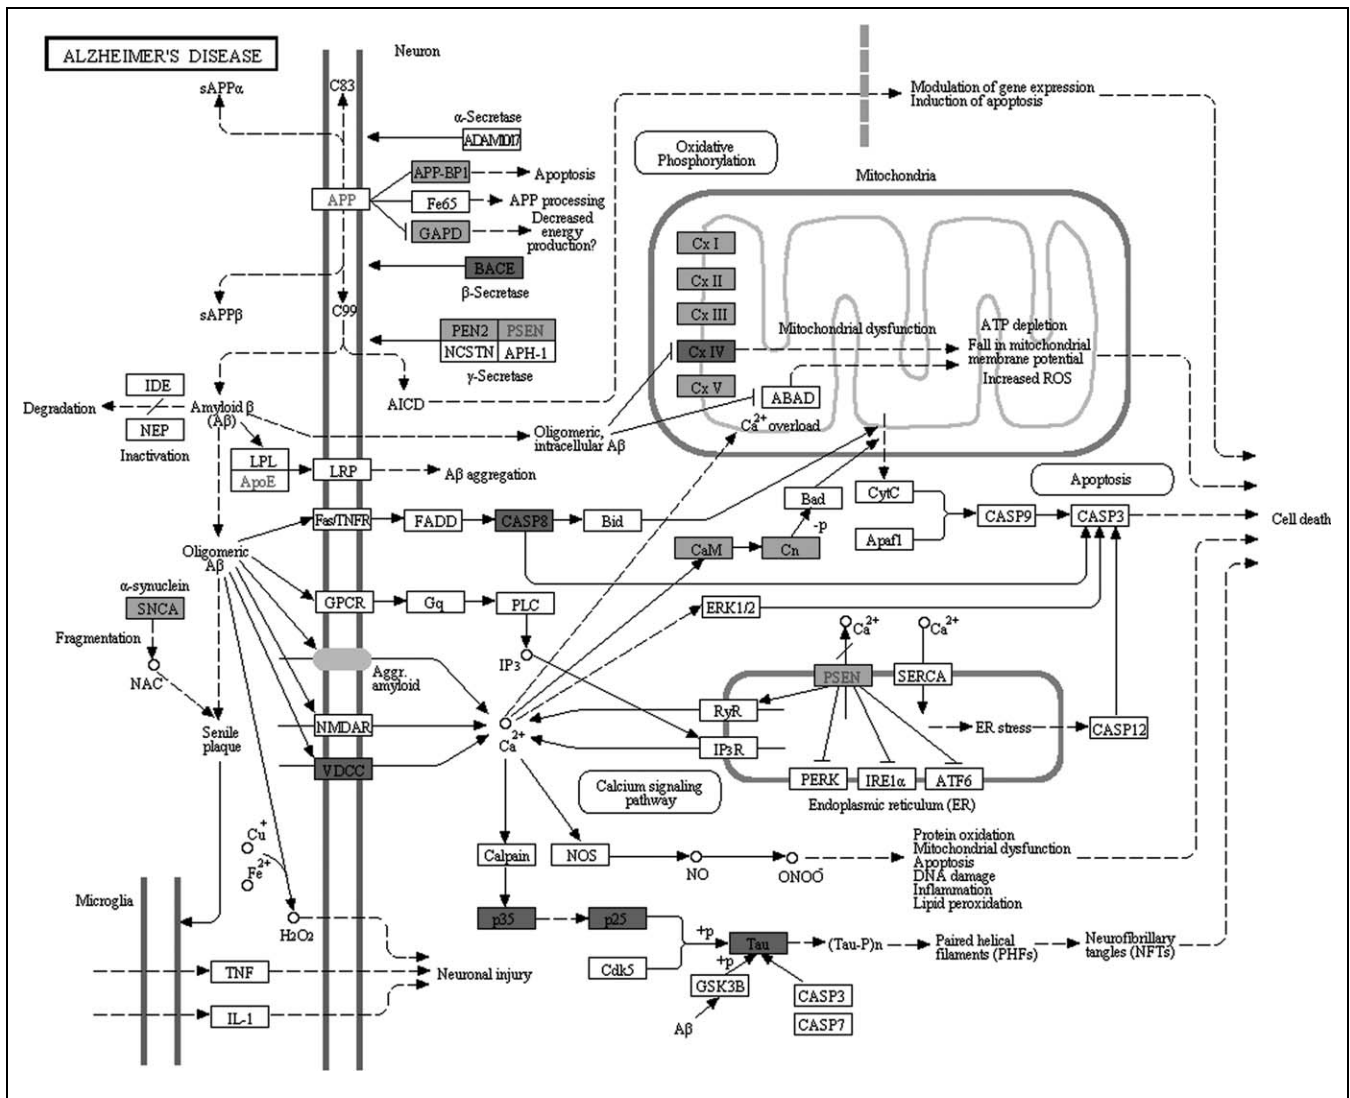 ALZHEIMER'S DISEASE
Neuron
sAPPα
C83
α-Secretase
ADAM10/17
Modulation of gene expression
Induction of apoptosis
Oxidative
Phosphorylation
Mitochondria
APP-BP1
Apoptosis
APP
Fe65
APP processing
GAPD
Decreased
energy
production?
BACE
β-Secretase
sAPPβ
C99
PEN2
PSEN
NCSTN
APH-1
γ-Secretase
Cx I
Cx II
Cx III
Cx IV
Cx V
Mitochondrial dysfunction
ATP depletion
Fall in mitochondrial
membrane potential
Increased ROS
ABAD
Ca2+ overload
IDE
Degradation
NEP
Inactivation
Amyloid β
(Aβ)
AICD
Oligomeric,
intracellular Aβ
LPL
ApoE
LRP
Aβ aggregation
Fas/TNFR
FADD
CASP8
Bid
Bad
-p
CytC
Apaf1
Apoptosis
CASP9
CASP3
Cell death
CaM
Cn
Oligomeric
Aβ
α-synuclein
SNCA
Fragmentation
NAC
GPCR
Gq
PLC
ERK1/2
IP3
Ca2+
Ca2+
PSEN
SERCA
Aggr.
amyloid
RyR
IP3R
ER stress
CASP12
NMDAR
VDCC
Ca2+
Senile
plaque
PERK
IRE1α
ATF6
Endoplasmic reticulum (ER)
Calcium signaling
pathway
Cu+
Fe2+
Calpain
NOS
NO
ONOO-
Protein oxidation
Mitochondrial dysfunction
Apoptosis
DNA damage
Inflammation
Lipid peroxidation
Microglia
H2O2
p35
p25
+p
Tau
(Tau-P)n
Paired helical
filaments (PHFs)
Neurofibrillary
tangles (NFTs)
TNF
Neuronal injury
Cdk5
+p
GSK3B
Aβ
CASP3
CASP7
IL-1